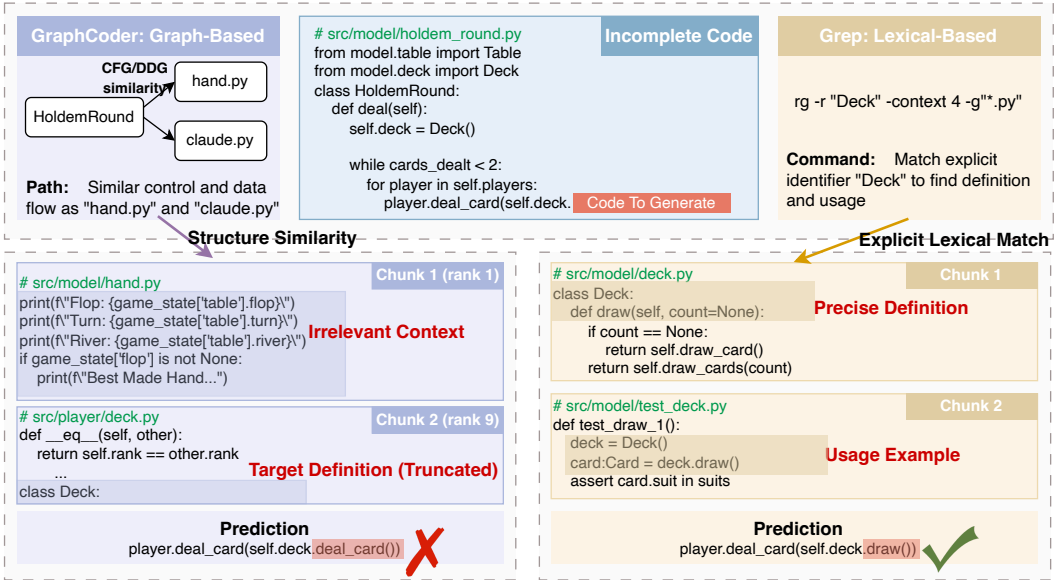 GraphCoder: Graph-Based
CFG/DDG
similarity
HoldemRound
hand.py
claude.py
Path: Similar control and data
flow as "hand.py" and "claude.py"
Incomplete Code
# src/model/holdem_round.py
from model.table import Table
from model.deck import Deck
class HoldemRound:
def deal(self):
self.deck = Deck()
while cards_dealt < 2:
for player in self.players:
player.deal_card(self.deck. Code To Generate
Grep: Lexical-Based
rg -r "Deck" -context 4 -g"*.py"
Command: Match explicit
identifier "Deck" to find definition
and usage
Structure Similarity
Explicit Lexical Match
Chunk 1 (rank 1)
# src/model/hand.py
print(f\"Flop: {game_state['table'].flop}\")
print(f\"Turn: {game_state['table'].turn}\")
print(f\"River: {game_state['table'].river}\")
if game_state['flop'] is not None:
print(f\"Best Made Hand...")
Irrelevant Context
Chunk 2 (rank 9)
# src/player/deck.py
def __eq__(self, other):
return self.rank == other.rank
...
class Deck:
Target Definition (Truncated)
Prediction
player.deal_card(self.deck.deal_card())
Chunk 1
# src/model/deck.py
class Deck:
def draw(self, count=None):
if count == None:
return self.draw_card()
return self.draw_cards(count)
Precise Definition
Chunk 2
# src/model/test_deck.py
def test_draw_1():
deck = Deck()
card:Card = deck.draw()
assert card.suit in suits
Usage Example
Prediction
player.deal_card(self.deck.draw())